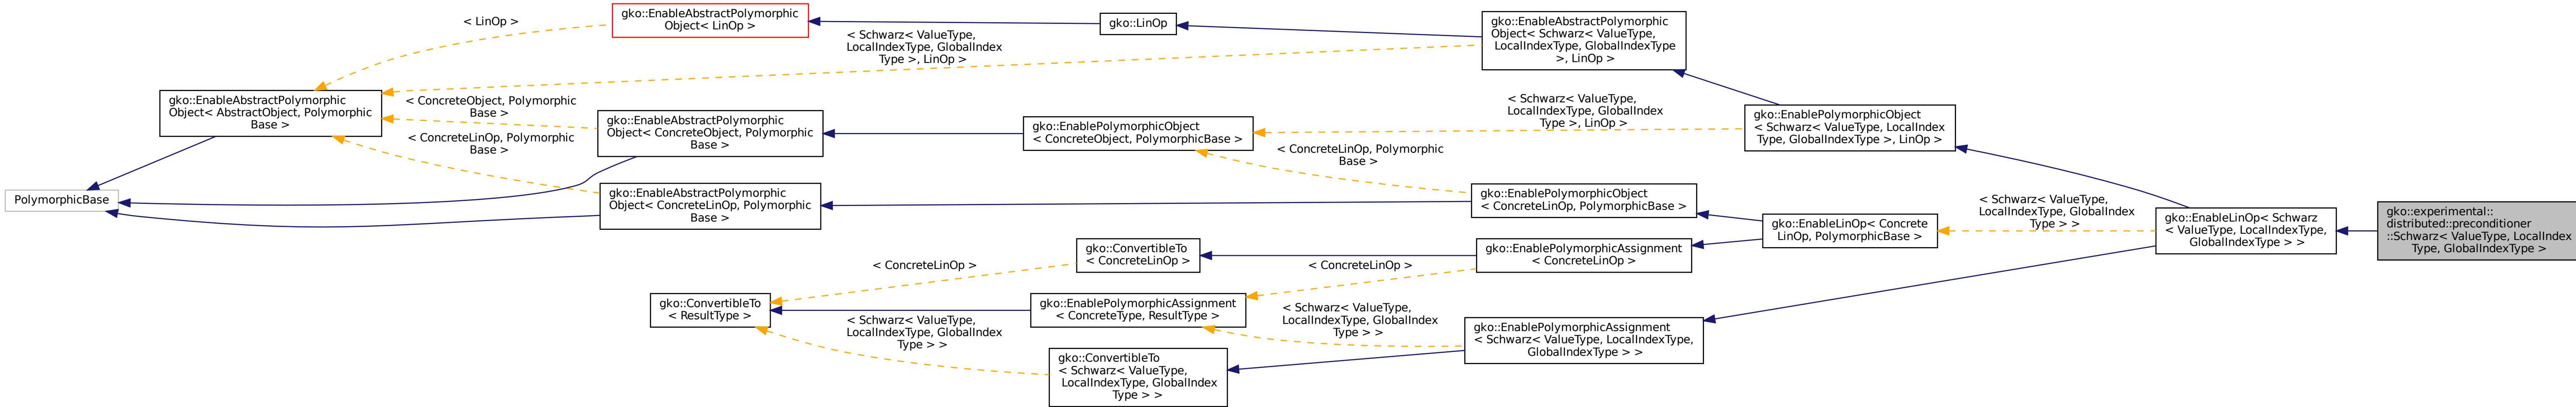 gko::EnableAbstractPolymorphic
Object< LinOp >
< LinOp >
gko::LinOp
gko::EnableAbstractPolymorphic
Object< Schwarz< ValueType,
LocalIndexType, GlobalIndexType
>, LinOp >
< Schwarz< ValueType,
LocalIndexType, GlobalIndex
Type >, LinOp >
gko::EnableAbstractPolymorphic
Object< AbstractObject, Polymorphic
Base >
< ConcreteObject, Polymorphic
Base >
< ConcreteLinOp, Polymorphic
Base >
gko::EnableAbstractPolymorphic
Object< ConcreteObject, Polymorphic
Base >
gko::EnablePolymorphicObject
< ConcreteObject, PolymorphicBase >
< Schwarz< ValueType,
LocalIndexType, GlobalIndex
Type >, LinOp >
< ConcreteLinOp, Polymorphic
Base >
gko::EnablePolymorphicObject
< Schwarz< ValueType, LocalIndex
Type, GlobalIndexType >, LinOp >
PolymorphicBase
gko::EnableAbstractPolymorphic
Object< ConcreteLinOp, Polymorphic
Base >
gko::EnablePolymorphicObject
< ConcreteLinOp, PolymorphicBase >
gko::EnableLinOp< Concrete
LinOp, PolymorphicBase >
< Schwarz< ValueType,
LocalIndexType, GlobalIndex
Type > >
gko::EnableLinOp< Schwarz
< ValueType, LocalIndexType,
GlobalIndexType > >
gko::experimental::
distributed::preconditioner
::Schwarz< ValueType, LocalIndex
Type, GlobalIndexType >
gko::ConvertibleTo
< ConcreteLinOp >
gko::EnablePolymorphicAssignment
< ConcreteLinOp >
< ConcreteLinOp >
< ConcreteLinOp >
gko::ConvertibleTo
< ResultType >
gko::EnablePolymorphicAssignment
< ConcreteType, ResultType >
< Schwarz< ValueType,
LocalIndexType, GlobalIndex
Type > >
< Schwarz< ValueType,
LocalIndexType, GlobalIndex
Type > >
gko::EnablePolymorphicAssignment
< Schwarz< ValueType, LocalIndexType,
GlobalIndexType > >
gko::ConvertibleTo
< Schwarz< ValueType,
LocalIndexType, GlobalIndex
Type > >